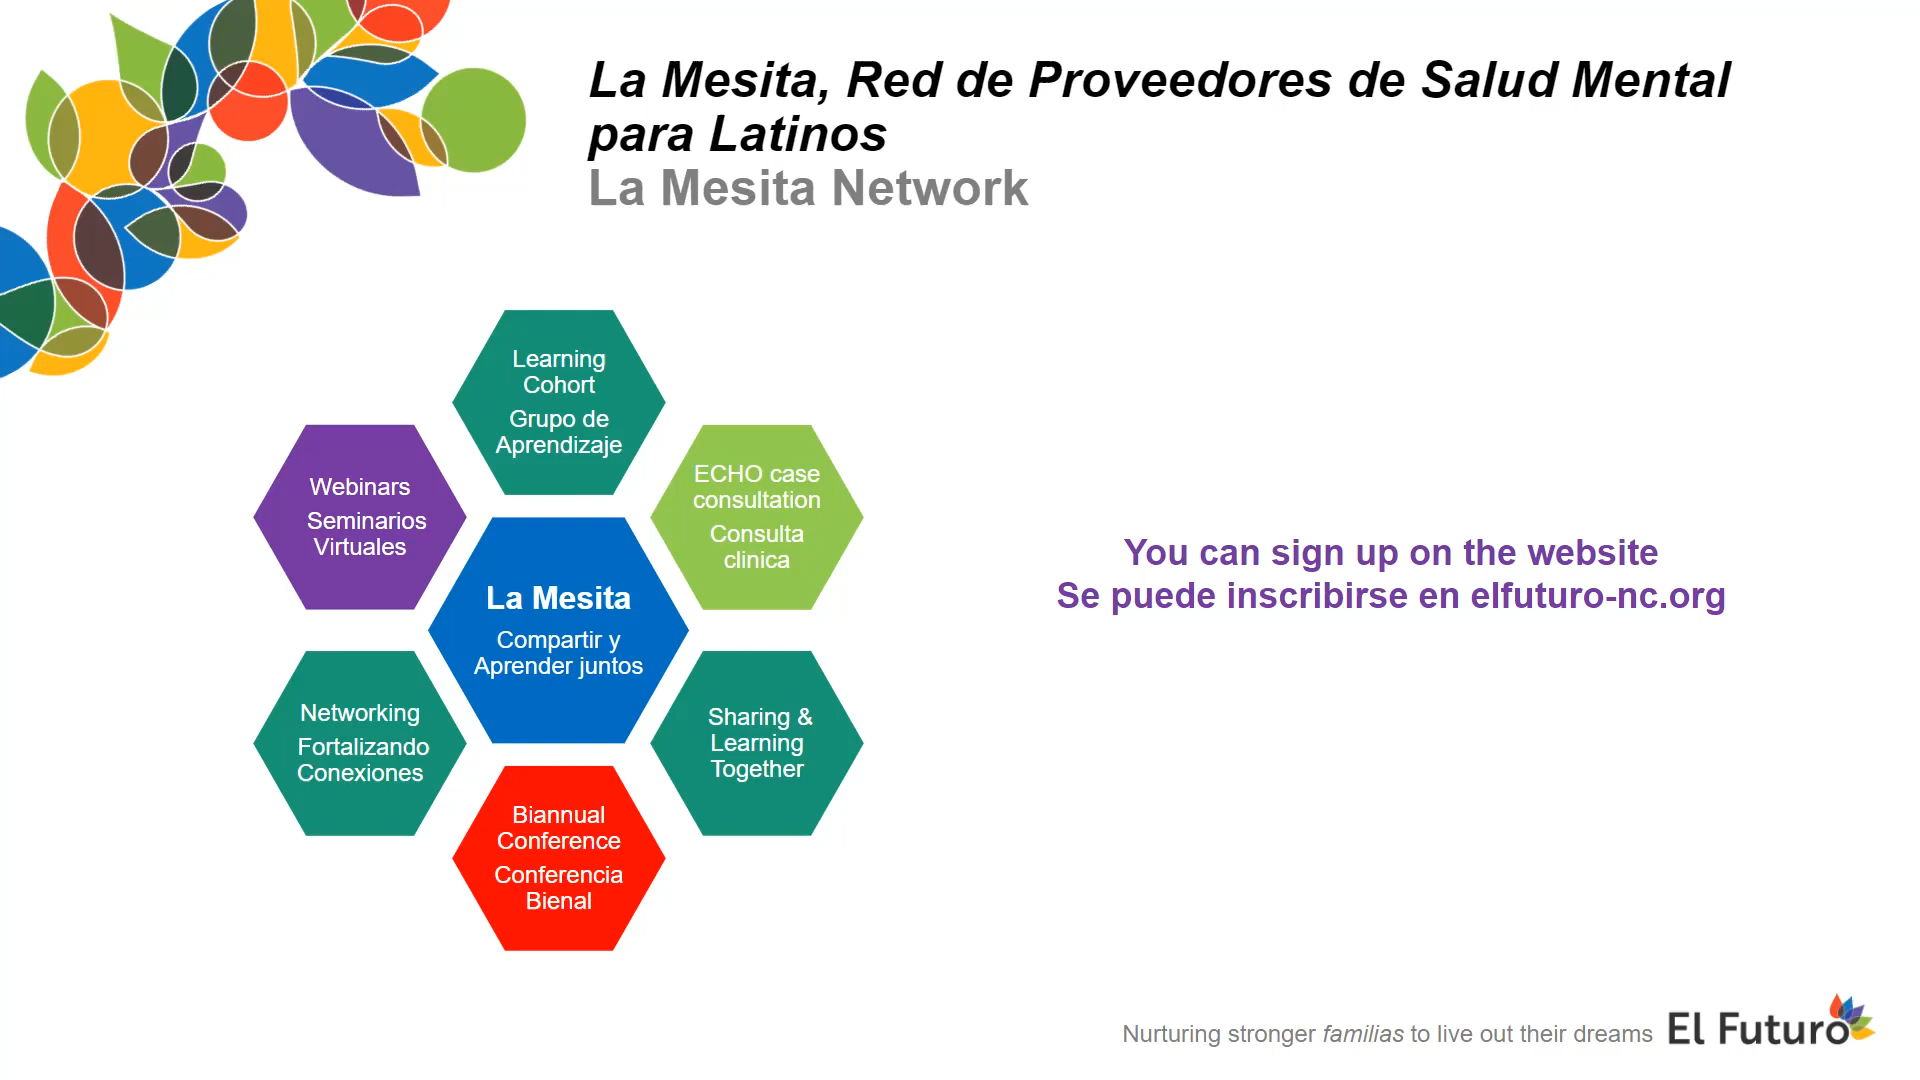 La Mesita, Red de Proveedores de Salud Mental
para Latinos
La Mesita Network
Learning
Cohort
Grupo de
Aprendizaje
ECHO case
consultation
Consulta
clinica
Webinars
Seminarios
Virtuales
La Mesita
Compartir y
Aprender juntos
You can sign up on the website
Se puede inscribirse en elfuturo-nc.org
Networking
Fortalizando
Conexiones
Sharing &
Learning
Together
Biannual
Conference
Conferencia
Bienal
Nurturing stronger familias to live out their dreams
El Futuro